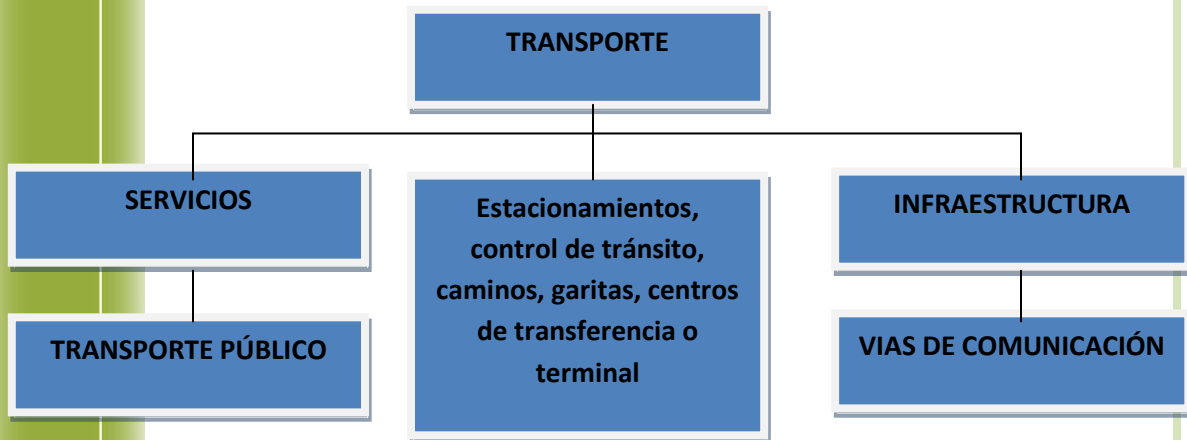 TRANSPORTE
SERVICIOS
TRANSPORTE PÚBLICO
Estacionamientos,
control de tránsito,
caminos, garitas, centros
de transferencia o
terminal
INFRAESTRUCTURA
VIAS DE COMUNICACIÓN